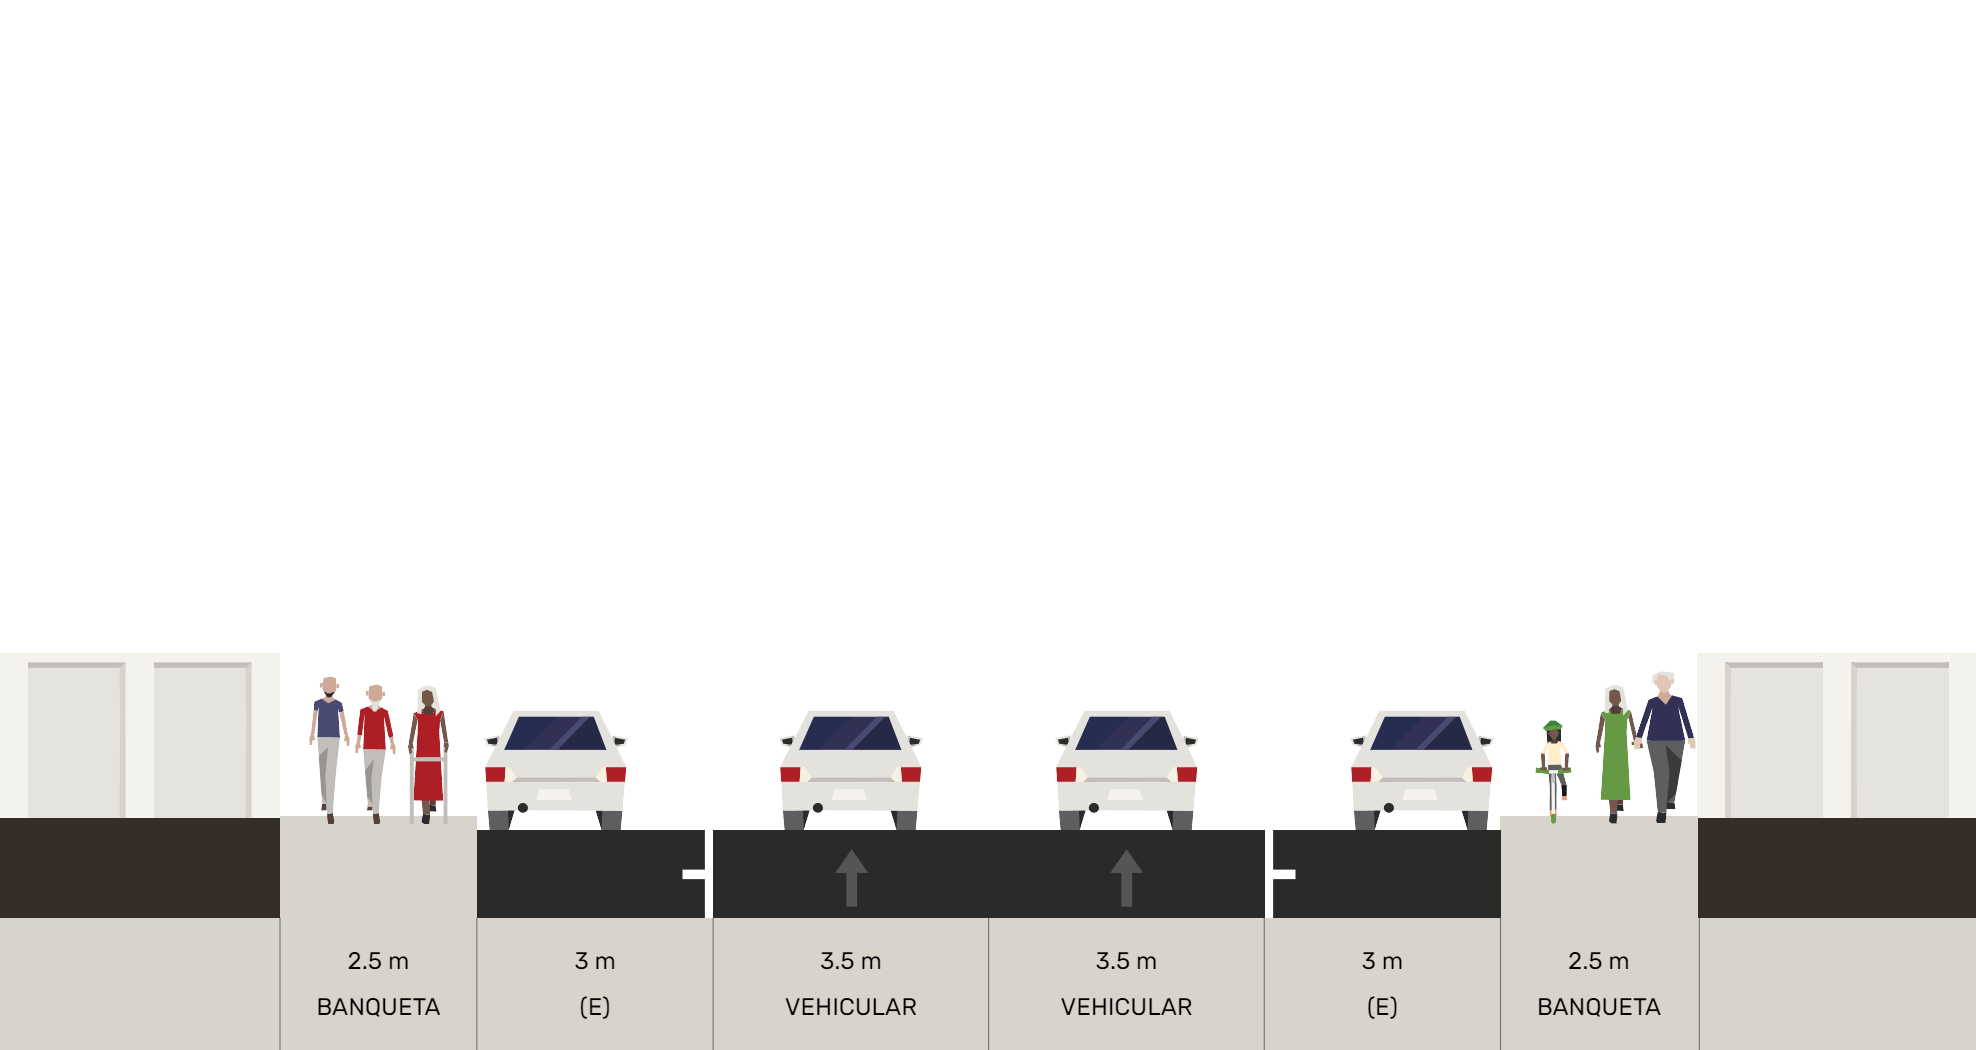 2.5 m
BANQUETA
3 m
(E)
3.5 m
VEHICULAR
3.5 m
VEHICULAR
3 m
(E)
2.5 m
BANQUETA